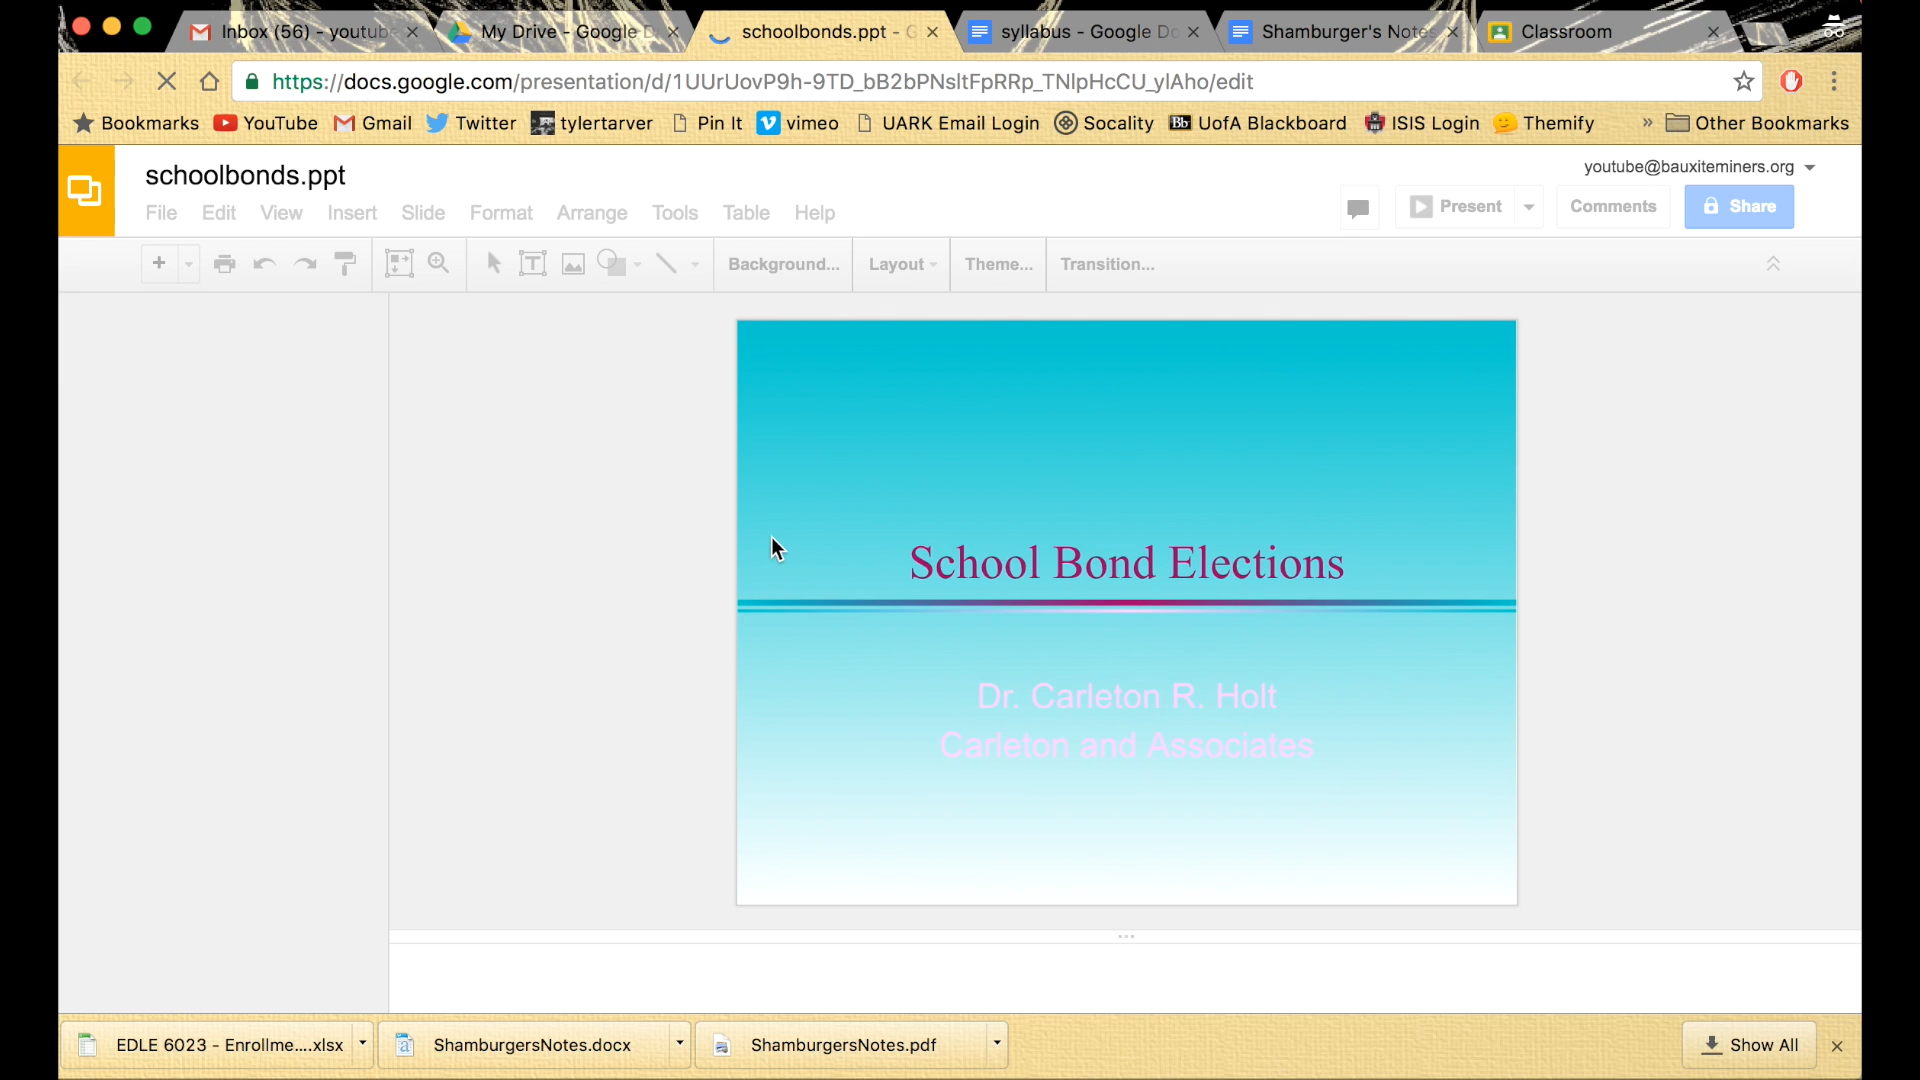 Inbox (56) - youtub
My Drive - Google D
schoolbonds.ppt - G
syllabus - Google Do
Shamburger's Note
Classroom
https://docs.google.com/presentation/d/1UUrUovP9h-9TD_bB2bPNsltFpRRp_TNlpHcCU_ylAho/edit
Bookmarks YouTube Gmail Twitter tylertarver Pin It vimeo UARK Email Login Socality Bb UofA Blackboard ISIS Login Themify » Other Bookmarks
schoolbonds.ppt
youtube@bauxiteminers.org
File Edit View Insert Slide Format Arrange Tools Table Help
Present Comments Share
Background... Layout Theme... Transition...
School Bond Elections
Dr. Carleton R. Holt
Carleton and Associates
EDLE 6023 - Enrollme....xlsx ShamburgersNotes.docx ShamburgersNotes.pdf Show All